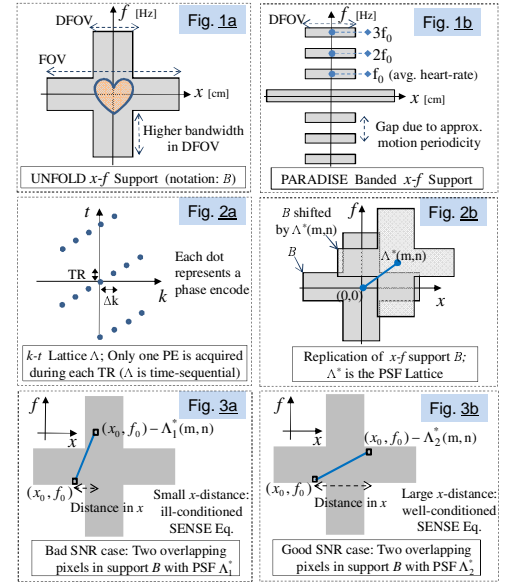 Fig. 1a
f [Hz]
DFOV
FOV
x [cm]
Higher bandwidth
in DFOV
UNFOLD x-f Support (notation: B)
Fig. 1b
DFOV
f [Hz]
3f0
2f0
f0 (avg. heart-rate)
x [cm]
Gap due to approx.
motion periodicity
PARADISE Banded x-f Support
Fig. 2a
t
TR
Δk
k
Each dot
represents a
phase encode
k-t Lattice Λ; Only one PE is acquired
during each TR (Λ is time-sequential)
Fig. 2b
B shifted
by Λ*(m,n)
f
B
Λ*(m,n)
(0,0)
x
Replication of x-f support B;
Λ* is the PSF Lattice
Fig. 3a
f
x
(x0, f0) − Λ1*(m, n)
(x0, f0)
Distance in x
Small x-distance:
ill-conditioned
SENSE Eq.
Bad SNR case: Two overlapping
pixels in support B with PSF Λ1*
Fig. 3b
f
x
(x0, f0) − Λ2*(m, n)
(x0, f0)
Distance in x
Large x-distance:
well-conditioned
SENSE Eq.
Good SNR case: Two overlapping
pixels in support B with PSF Λ2*